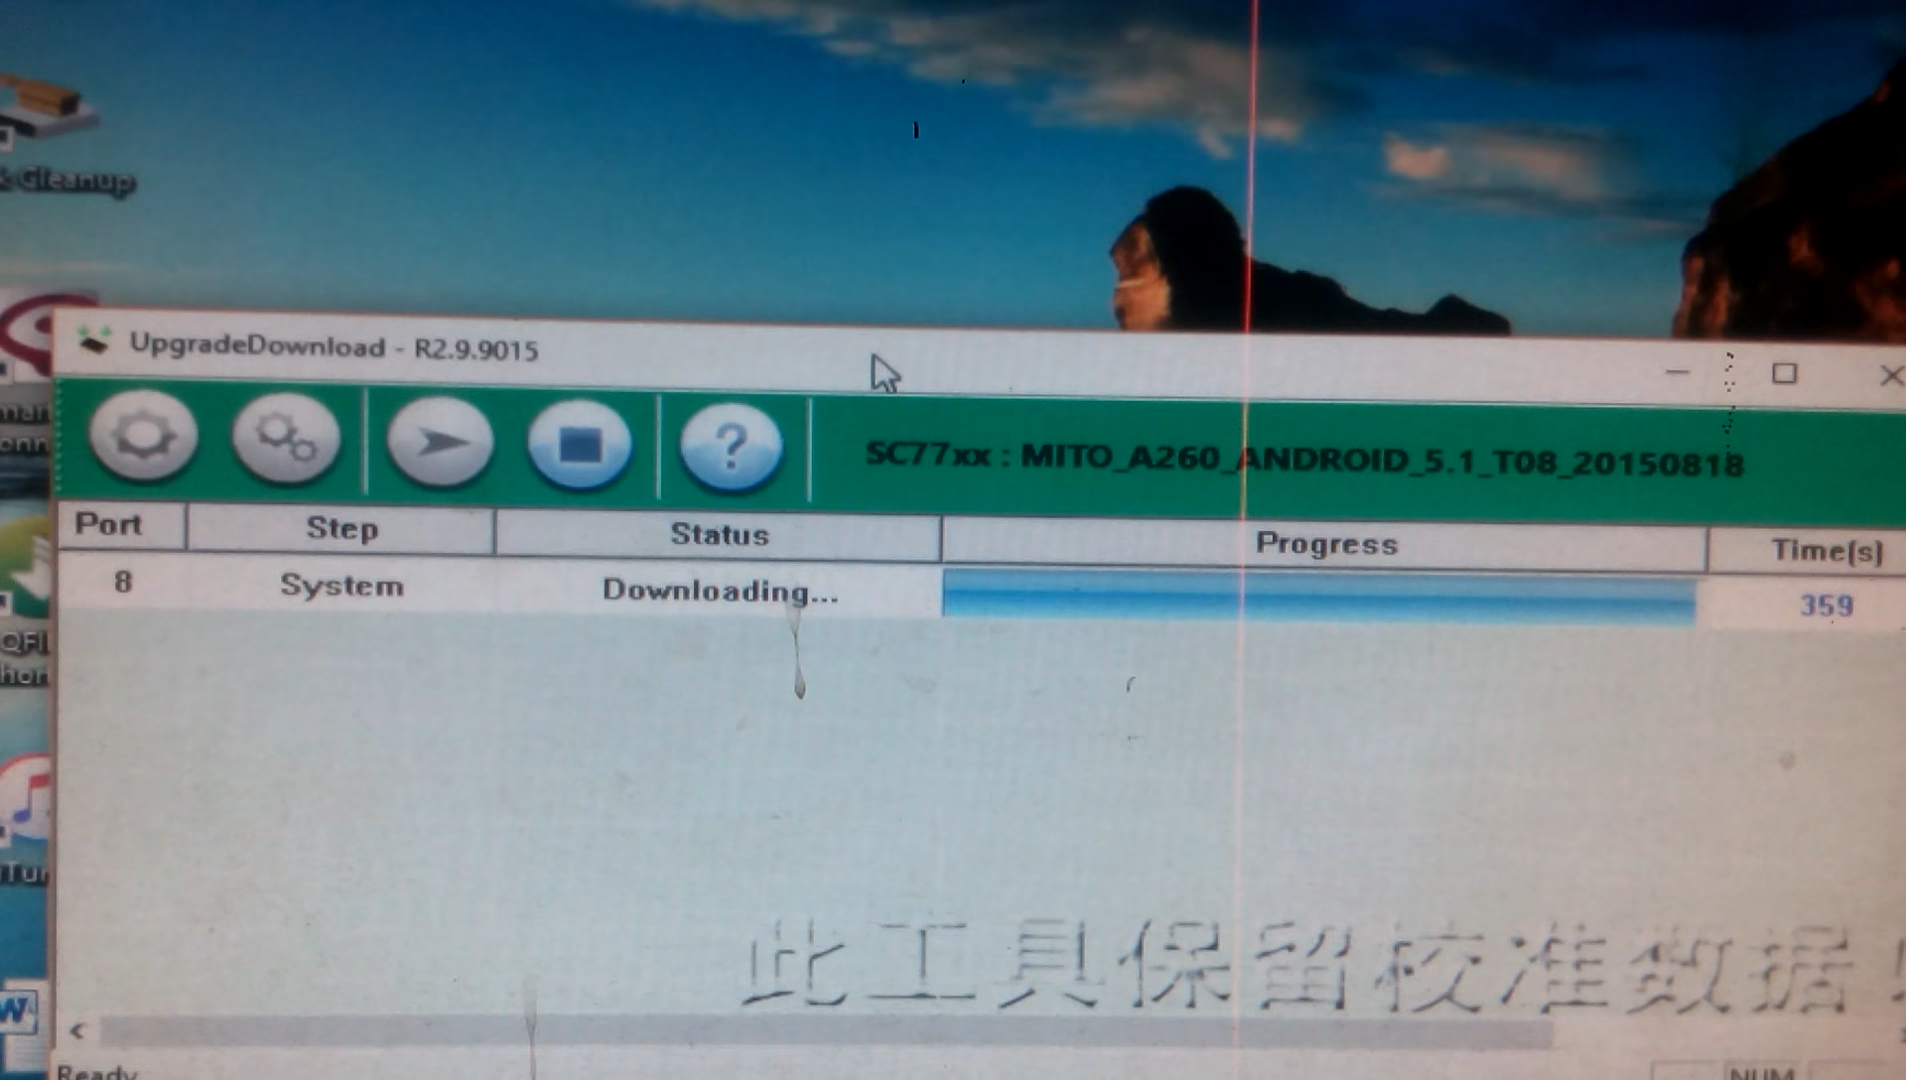 Cleanup
UpgradeDownload - R2.9.9015
SC77xx : MITO_A260_ANDROID_5.1_T08_20150818
Port Step Status Progress Time(s)
8 System Downloading... 359
QFI
此工具保留校准数据
Ready
NUM